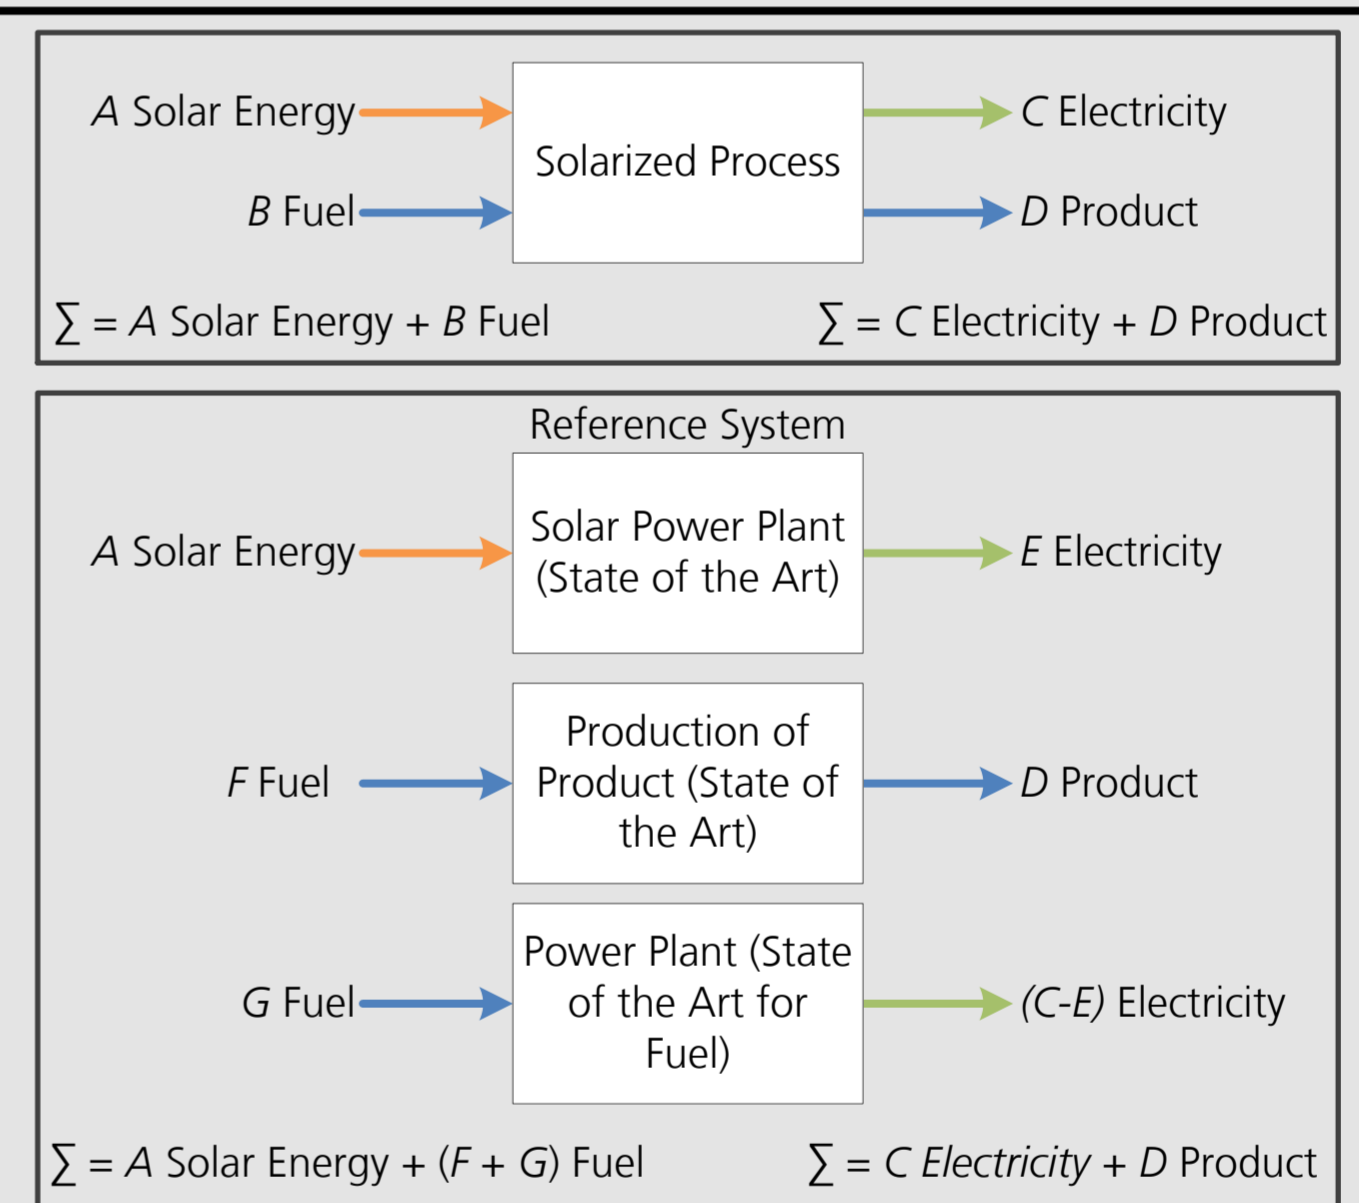 A Solar Energy
C Electricity
Solarized Process
B Fuel
D Product
∑ = A Solar Energy + B Fuel
∑ = C Electricity + D Product
Reference System
A Solar Energy
Solar Power Plant
(State of the Art)
E Electricity
F Fuel
Production of
Product (State of
the Art)
D Product
G Fuel
Power Plant (State
of the Art for
Fuel)
(C-E) Electricity
∑ = A Solar Energy + (F + G) Fuel
∑ = C Electricity + D Product